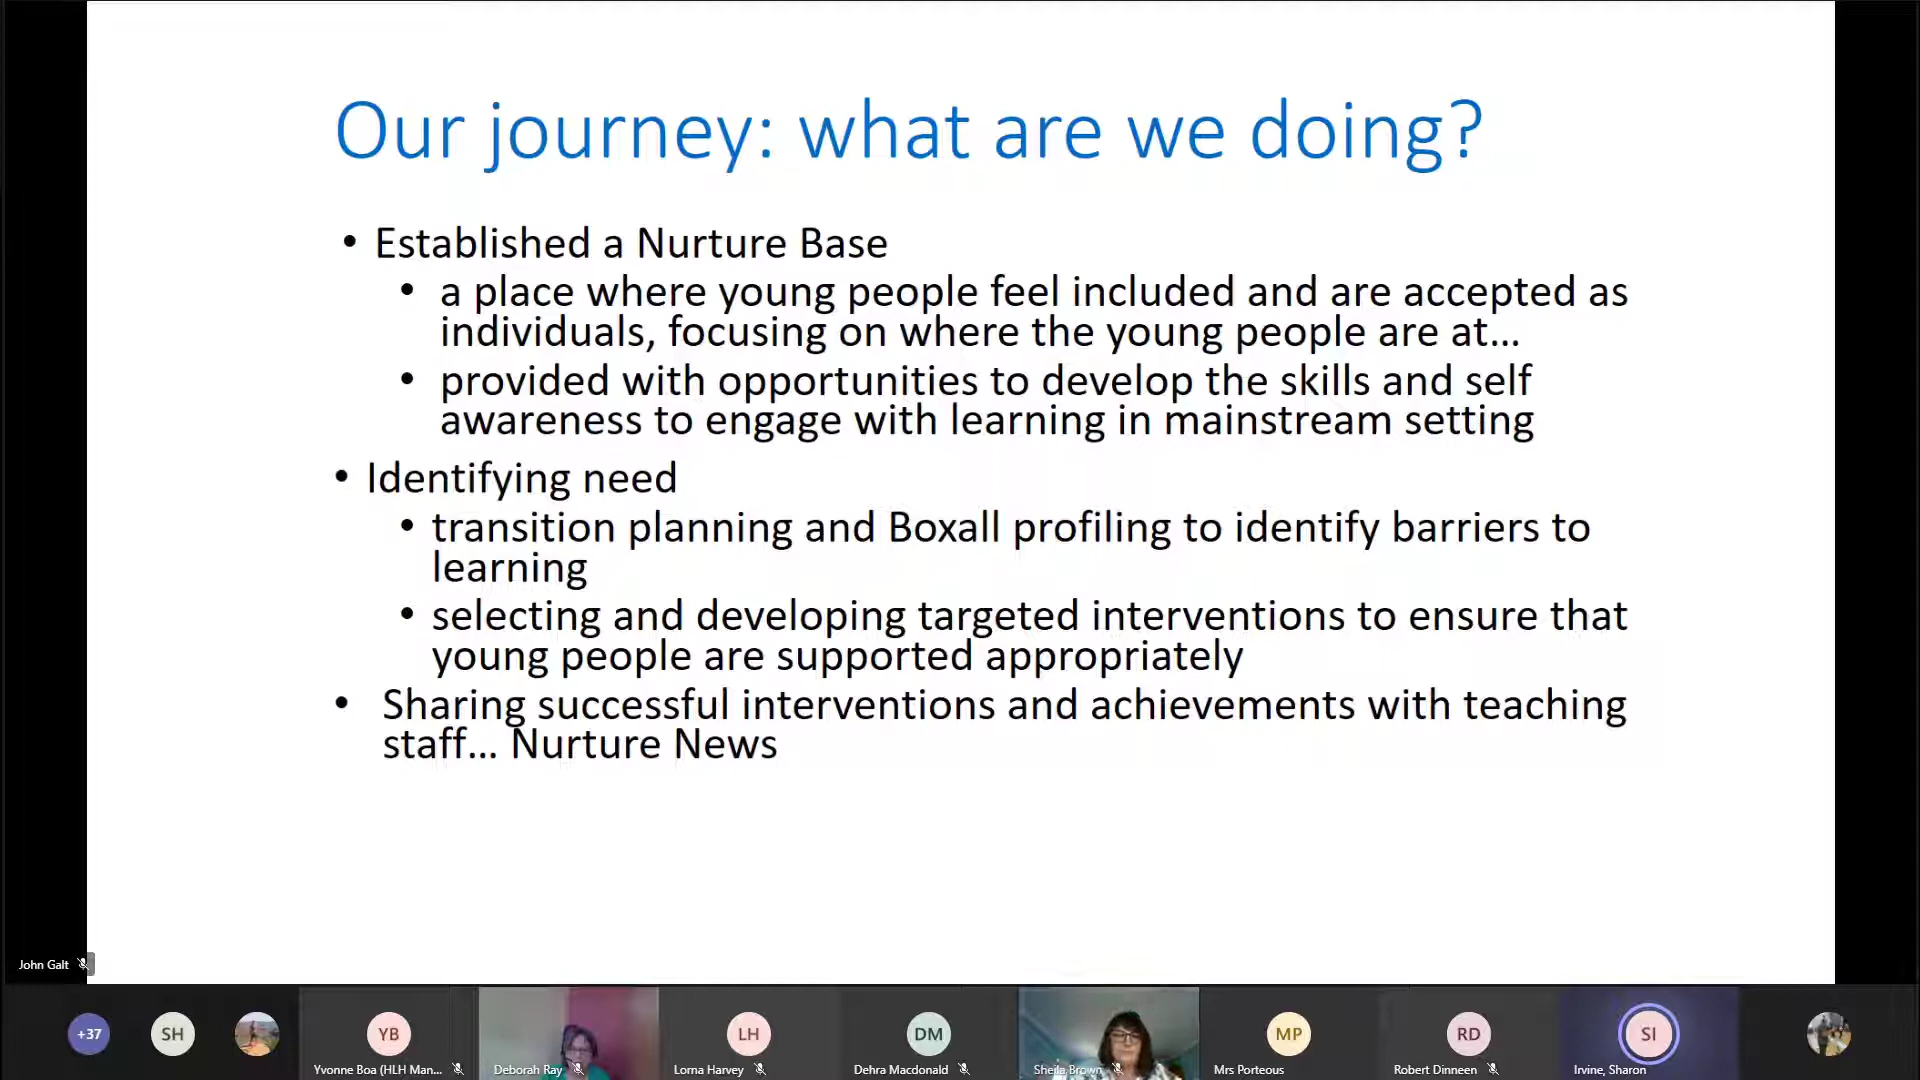 Our journey: what are we doing?
• Established a Nurture Base
• a place where young people feel included and are accepted as
individuals, focusing on where the young people are at...
• provided with opportunities to develop the skills and self
awareness to engage with learning in mainstream setting
• Identifying need
• transition planning and Boxall profiling to identify barriers to
learning
• selecting and developing targeted interventions to ensure that
young people are supported appropriately
• Sharing successful interventions and achievements with teaching
staff... Nurture News
John Galt
+37
SH
YB
LH
DM
MP
RD
SI
Yvonne Boa (HLH Man...
Deborah Ray
Lorna Harvey
Dehra Macdonald
Sheila Brown
Mrs Porteous
Robert Dinneen
Irvine, Sharon